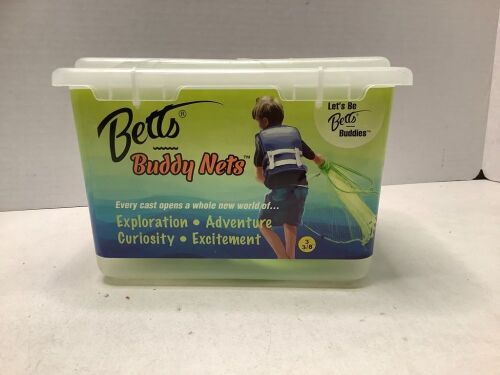 Betts®
Buddy Nets™
Let's Be
Betts
Buddies™
Every cast opens a whole new world of...
Exploration • Adventure
Curiosity • Excitement
3
3/8